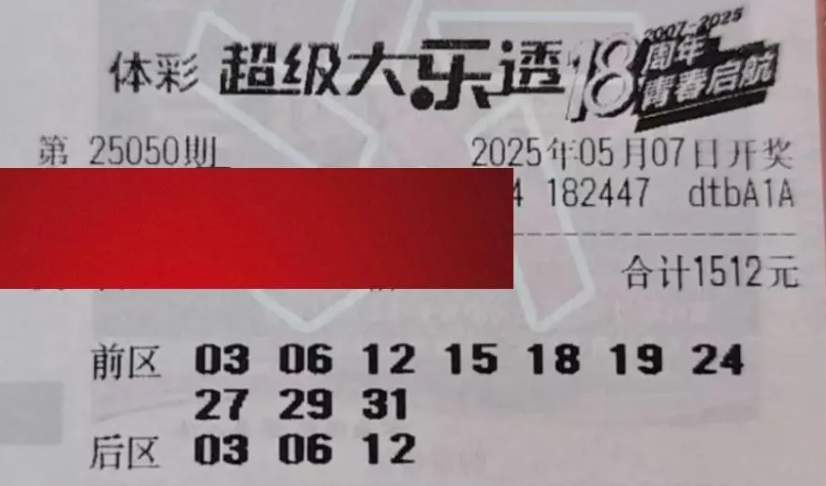 体彩 超级大乐透 18 2007-2025 周年 青春启航
第 25050期 2025年05月07日开奖
4 182447 dtbA1A
合计1512元
前区 03 06 12 15 18 19 24
27 29 31
后区 03 06 12